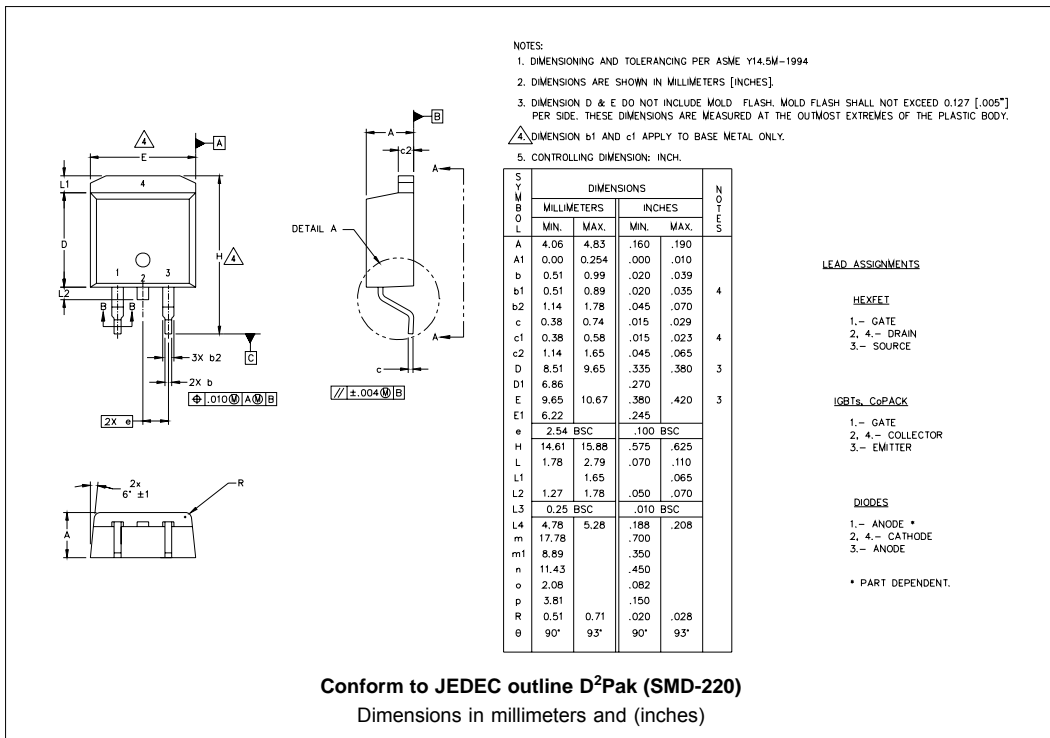 NOTES:
1. DIMENSIONING AND TOLERANCING PER ASME Y14.5M-1994
2. DIMENSIONS ARE SHOWN IN MILLIMETERS [INCHES].
3. DIMENSION D & E DO NOT INCLUDE MOLD FLASH. MOLD FLASH SHALL NOT EXCEED 0.127 [.005"]
PER SIDE. THESE DIMENSIONS ARE MEASURED AT THE OUTMOST EXTREMES OF THE PLASTIC BODY.
4. DIMENSION b1 AND c1 APPLY TO BASE METAL ONLY.
5. CONTROLLING DIMENSION: INCH.
4
A
E
L1
4
D
H
4
1
2
3
L2
B
B
C
3X b2
2X b
⌖ .010 Ⓜ A Ⓜ B
2X e
A
B
c2
A
DETAIL A
A
c
// ±.004 Ⓜ B
2x
6° ±1
R
A
SYMBOL DIMENSIONS NOTES
MILLIMETERS INCHES
MIN. MAX. MIN. MAX.
A 4.06 4.83 .160 .190
A1 0.00 0.254 .000 .010
b 0.51 0.99 .020 .039
b1 0.51 0.89 .020 .035 4
b2 1.14 1.78 .045 .070
c 0.38 0.74 .015 .029
c1 0.38 0.58 .015 .023 4
c2 1.14 1.65 .045 .065
D 8.51 9.65 .335 .380 3
D1 6.86 .270
E 9.65 10.67 .380 .420 3
E1 6.22 .245
e 2.54 BSC .100 BSC
H 14.61 15.88 .575 .625
L 1.78 2.79 .070 .110
L1 1.65 .065
L2 1.27 1.78 .050 .070
L3 0.25 BSC .010 BSC
L4 4.78 5.28 .188 .208
m 17.78 .700
m1 8.89 .350
n 11.43 .450
o 2.08 .082
p 3.81 .150
R 0.51 0.71 .020 .028
θ 90° 93° 90° 93°
LEAD ASSIGNMENTS
HEXFET
1.- GATE
2, 4.- DRAIN
3.- SOURCE
IGBTs, CoPACK
1.- GATE
2, 4.- COLLECTOR
3.- EMITTER
DIODES
1.- ANODE *
2, 4.- CATHODE
3.- ANODE
* PART DEPENDENT.
Conform to JEDEC outline D²Pak (SMD-220)
Dimensions in millimeters and (inches)